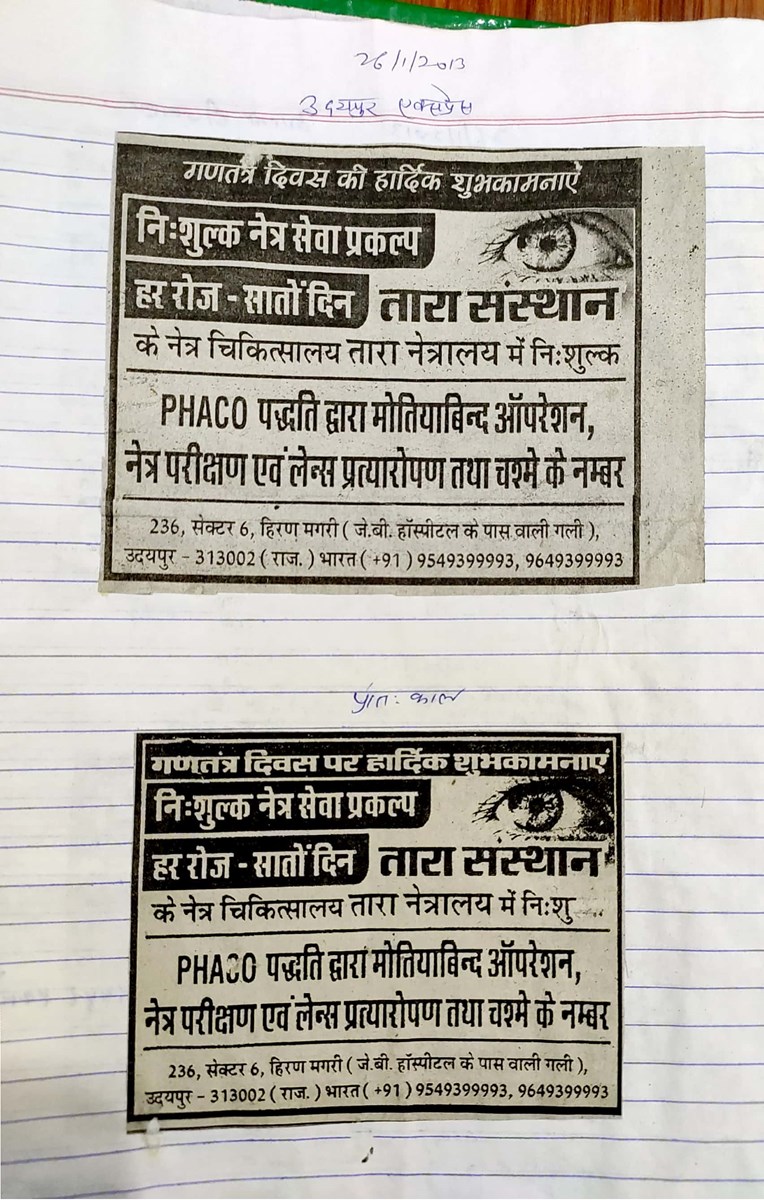 26/1/2013
उदयपुर एक्सप्रेस
गणतंत्र दिवस की हार्दिक शुभकामनाएं
निःशुल्क नेत्र सेवा प्रकल्प
हर रोज - सातों दिन तारा संस्थान
के नेत्र चिकित्सालय तारा नेत्रालय में निःशुल्क
PHACO पद्धति द्वारा मोतियाबिन्द ऑपरेशन,
नेत्र परीक्षण एवं लेन्स प्रत्यारोपण तथा चश्मे के नम्बर
236, सेक्टर 6, हिरण मगरी ( जे.बी. हॉस्पीटल के पास वाली गली ),
उदयपुर - 313002 ( राज. ) भारत ( +91 ) 9549399993, 9649399993
प्रातः काल
गणतंत्र दिवस पर हार्दिक शुभकामनाएं
निःशुल्क नेत्र सेवा प्रकल्प
हर रोज - सातों दिन तारा संस्थान
के नेत्र चिकित्सालय तारा नेत्रालय में निःशु
PHACO पद्धति द्वारा मोतियाबिन्द ऑपरेशन,
नेत्र परीक्षण एवं लेन्स प्रत्यारोपण तथा चश्मे के नम्बर
236, सेक्टर 6, हिरण मगरी ( जे.बी. हॉस्पीटल के पास वाली गली ),
उदयपुर - 313002 ( राज. ) भारत ( +91 ) 9549399993, 9649399993